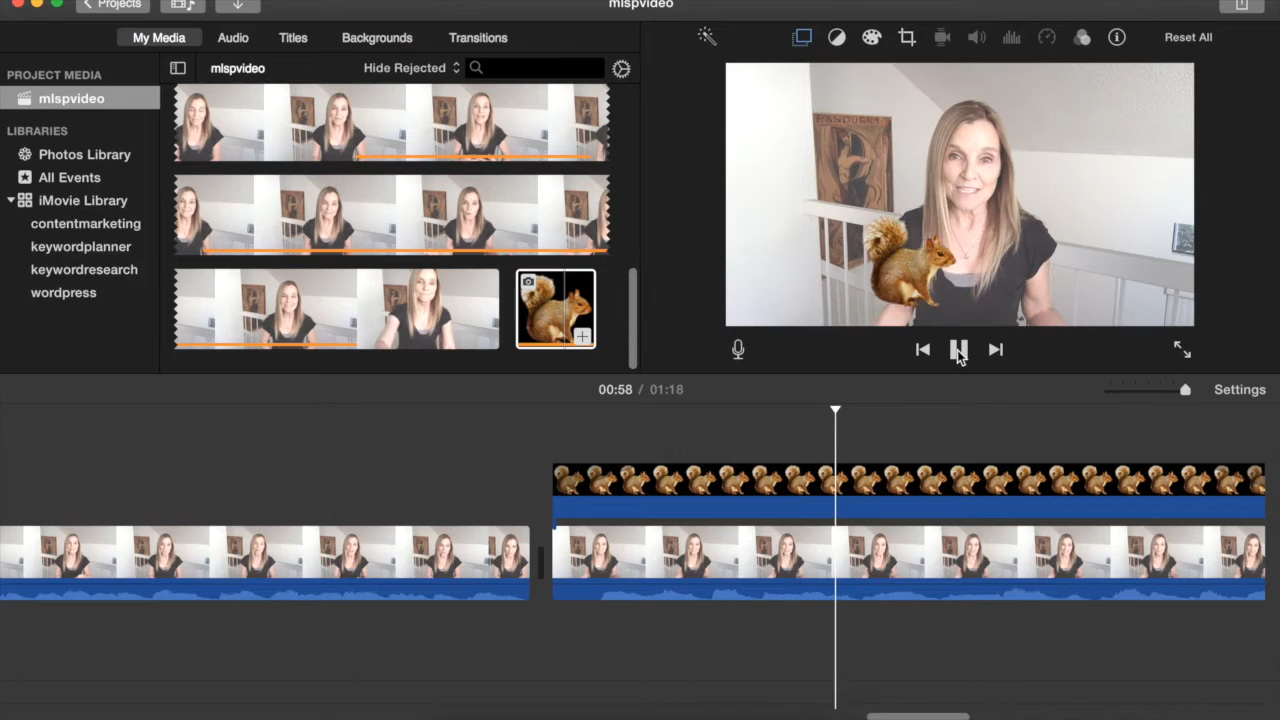 Projects
mlspvideo
My Media Audio Titles Backgrounds Transitions
Reset All
PROJECT MEDIA
mlspvideo
Hide Rejected
mlspvideo
LIBRARIES
Photos Library
All Events
iMovie Library
contentmarketing
keywordplanner
keywordresearch
wordpress
PANDUERA
00:58 / 01:18
Settings